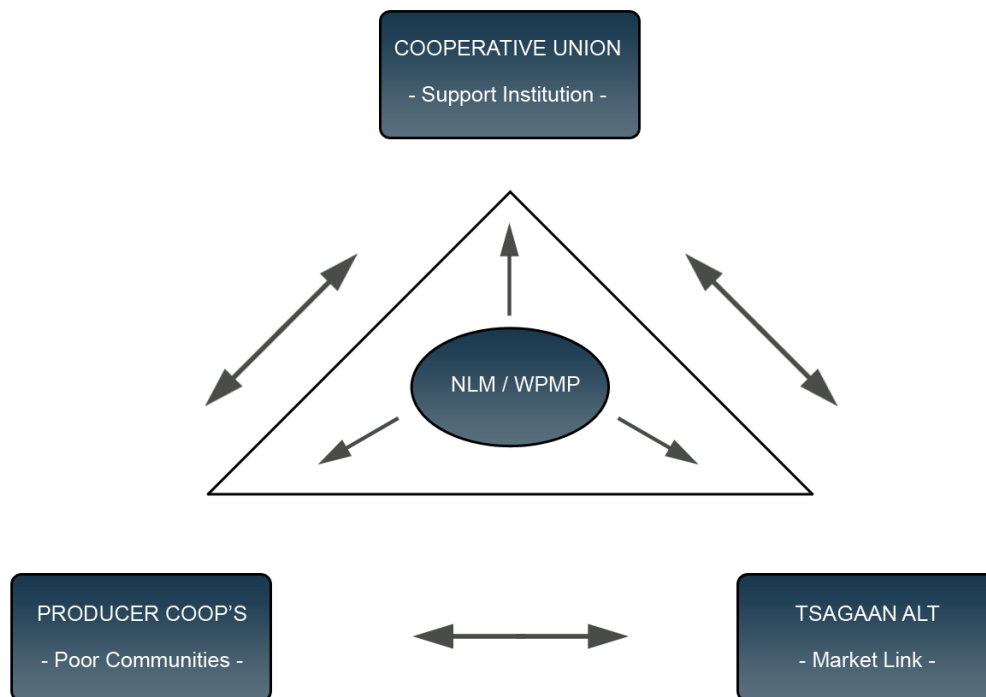 COOPERATIVE UNION
- Support Institution -
NLM / WPMP
PRODUCER COOP'S
- Poor Communities -
TSAGAAN ALT
- Market Link -